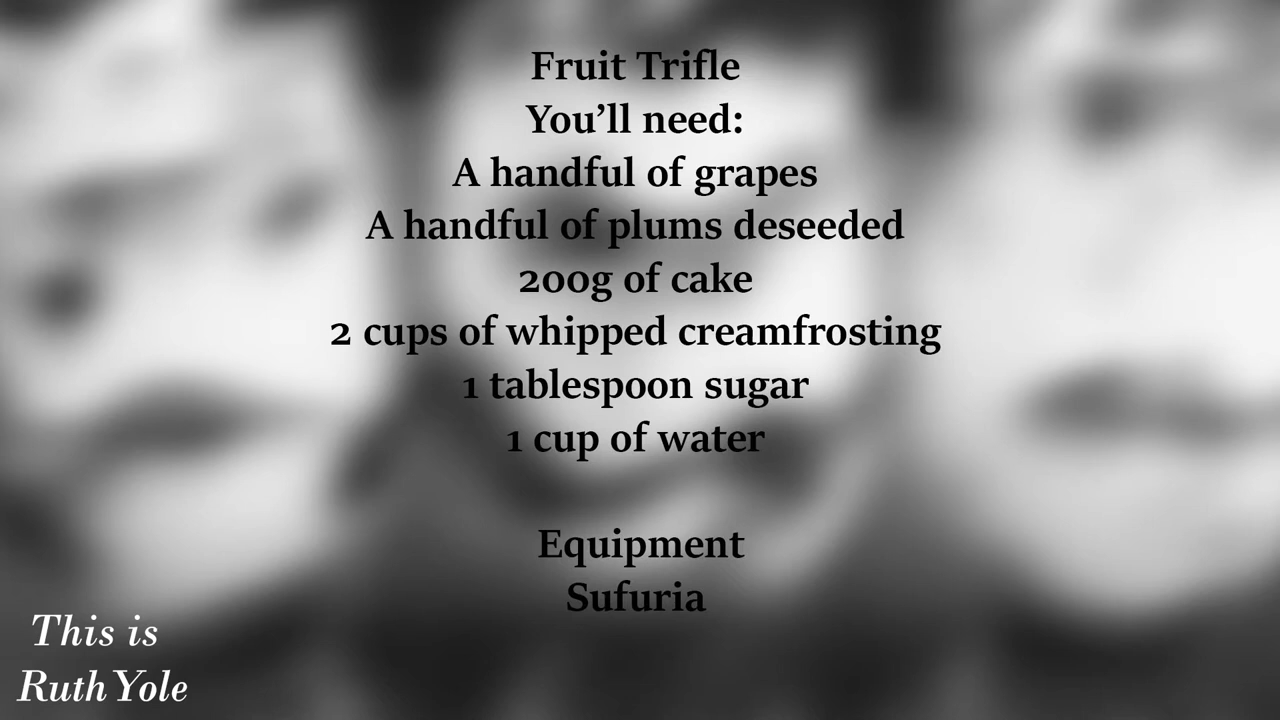 Fruit Trifle
You’ll need:
A handful of grapes
A handful of plums deseeded
200g of cake
2 cups of whipped creamfrosting
1 tablespoon sugar
1 cup of water
Equipment
Sufuria
This is
Ruth Yole